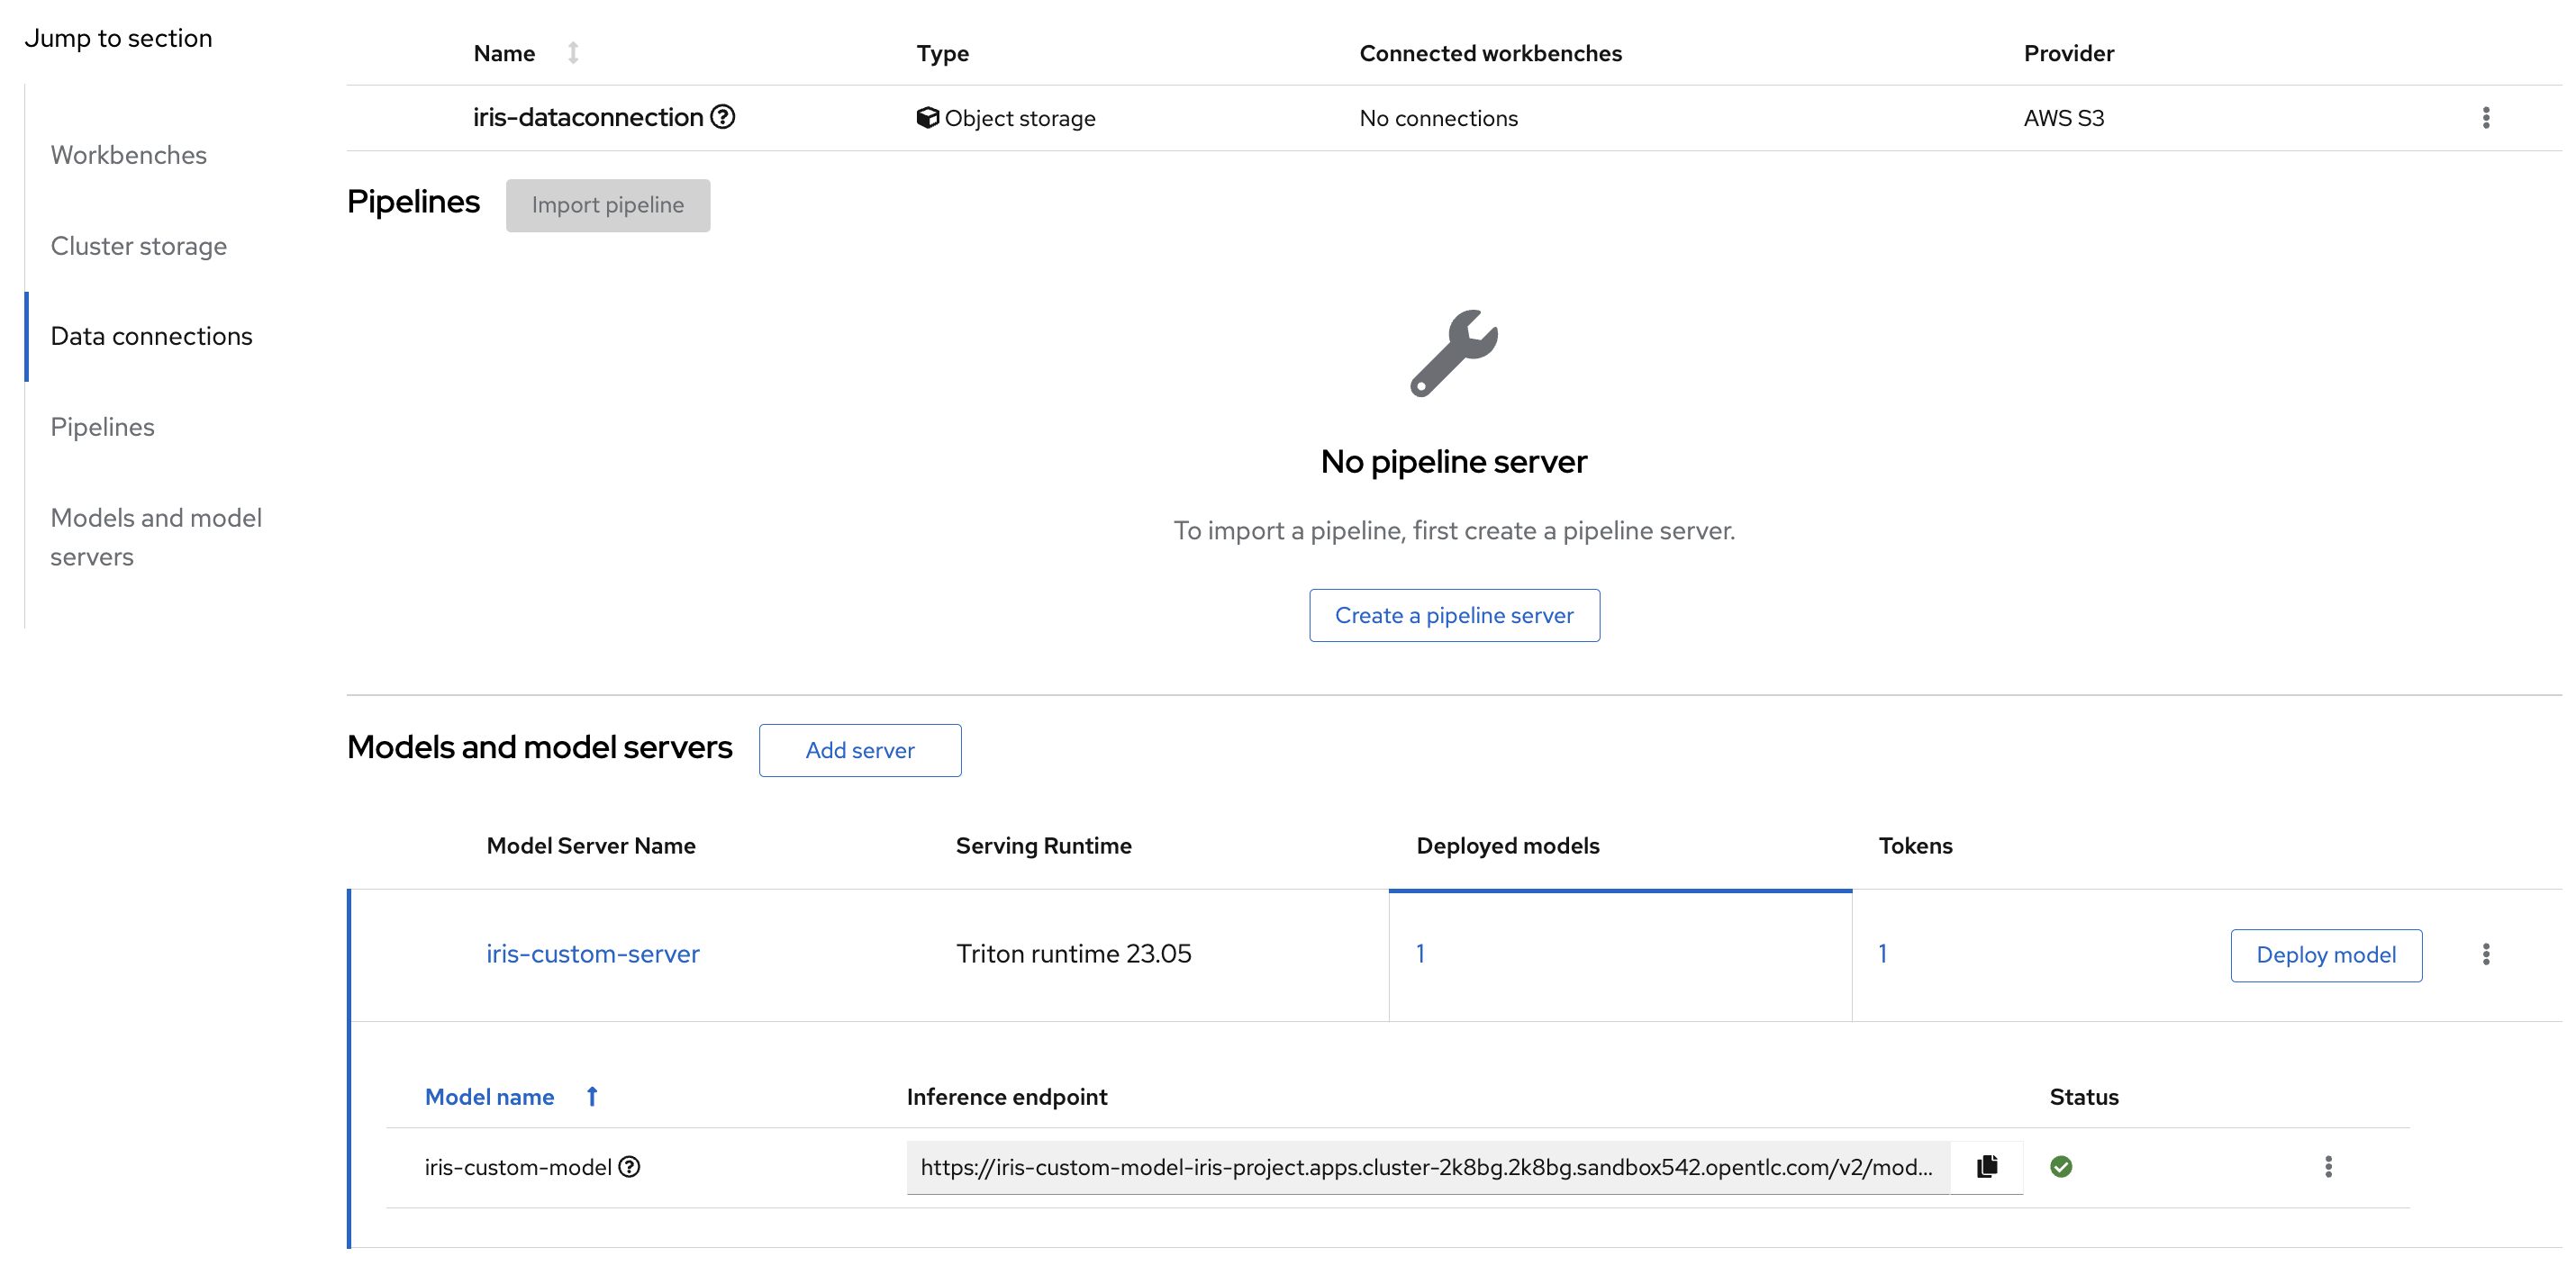 Jump to section
Workbenches
Cluster storage
Data connections
Pipelines
Models and model
servers
Name Type Connected workbenches Provider
iris-dataconnection Object storage No connections AWS S3
Pipelines Import pipeline
No pipeline server
To import a pipeline, first create a pipeline server.
Create a pipeline server
Models and model servers Add server
Model Server Name Serving Runtime Deployed models Tokens
iris-custom-server Triton runtime 23.05 1 1 Deploy model
Model name Inference endpoint Status
iris-custom-model https://iris-custom-model-iris-project.apps.cluster-2k8bg.2k8bg.sandbox542.opentlc.com/v2/mod...